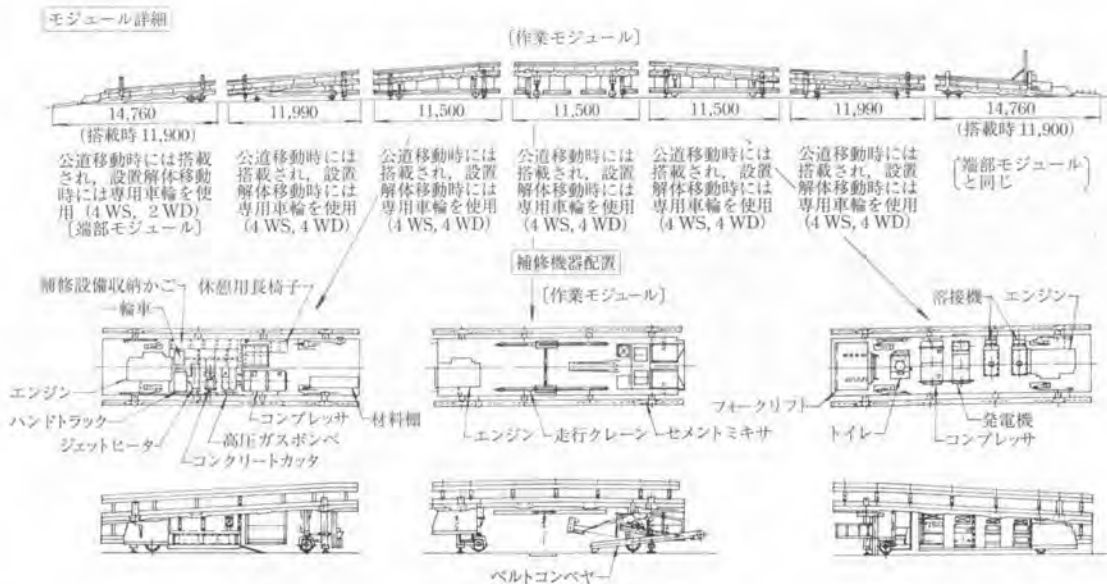 モジュール詳細
〔作業モジュール〕
14,760
11,990
11,500
11,500
11,500
11,990
14,760
(搭載時 11,900)
(搭載時 11,900)
公道移動時には搭載
され, 設置解体移動
時には専用車輪を使
用 (4 WS, 2 WD)
〔端部モジュール〕
公道移動時には
搭載され, 設置
解体移動時には
専用車輪を使用
(4 WS, 4 WD)
公道移動時には
搭載され, 設置
解体移動時には
専用車輪を使用
(4 WS, 4 WD)
公道移動時には
搭載され, 設置
解体移動時には
専用車輪を使用
(4 WS, 4 WD)
公道移動時には
搭載され, 設置
解体移動時には
専用車輪を使用
(4 WS, 4 WD)
公道移動時には
搭載され, 設置
解体移動時には
専用車輪を使用
(4 WS, 4 WD)
〔端部モジュール
と同じ〕
補修機器配置
〔作業モジュール〕
補修設備収納かご
休憩用長椅子
一輪車
エンジン
ハンドトラック
ジェットヒータ
コンクリートカッタ
高圧ガスボンベ
コンプレッサ
材料棚
エンジン
走行クレーン
セメントミキサ
溶接機
エンジン
フォークリフト
トイレ
発電機
コンプレッサ
ベルトコンベヤ